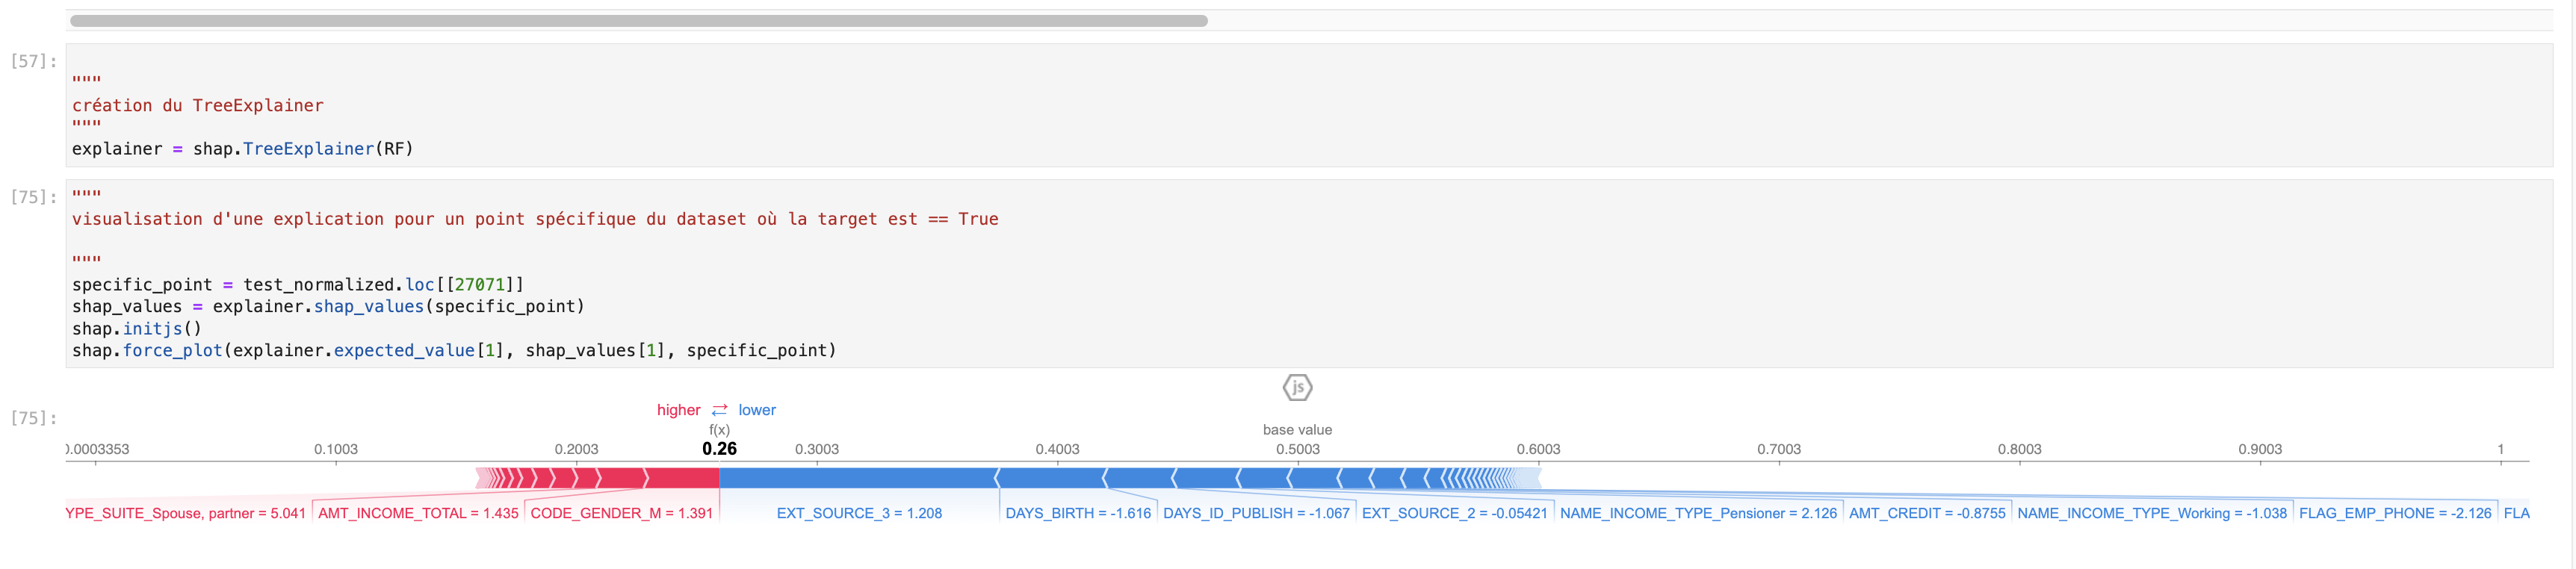 [57]:
"""
création du TreeExplainer
"""
explainer = shap.TreeExplainer(RF)
[75]:
"""
visualisation d'une explication pour un point spécifique du dataset où la target est == True
"""
specific_point = test_normalized.loc[[27071]]
shap_values = explainer.shap_values(specific_point)
shap.initjs()
shap.force_plot(explainer.expected_value[1], shap_values[1], specific_point)
js
[75]:
higher ⇄ lower
f(x) base value
0.0003353 0.1003 0.2003 0.26 0.3003 0.4003 0.5003 0.6003 0.7003 0.8003 0.9003 1
YPE_SUITE_Spouse, partner = 5.041 AMT_INCOME_TOTAL = 1.435 CODE_GENDER_M = 1.391 EXT_SOURCE_3 = 1.208 DAYS_BIRTH = -1.616 DAYS_ID_PUBLISH = -1.067 EXT_SOURCE_2 = -0.05421 NAME_INCOME_TYPE_Pensioner = 2.126 AMT_CREDIT = -0.8755 NAME_INCOME_TYPE_Working = -1.038 FLAG_EMP_PHONE = -2.126 FLA